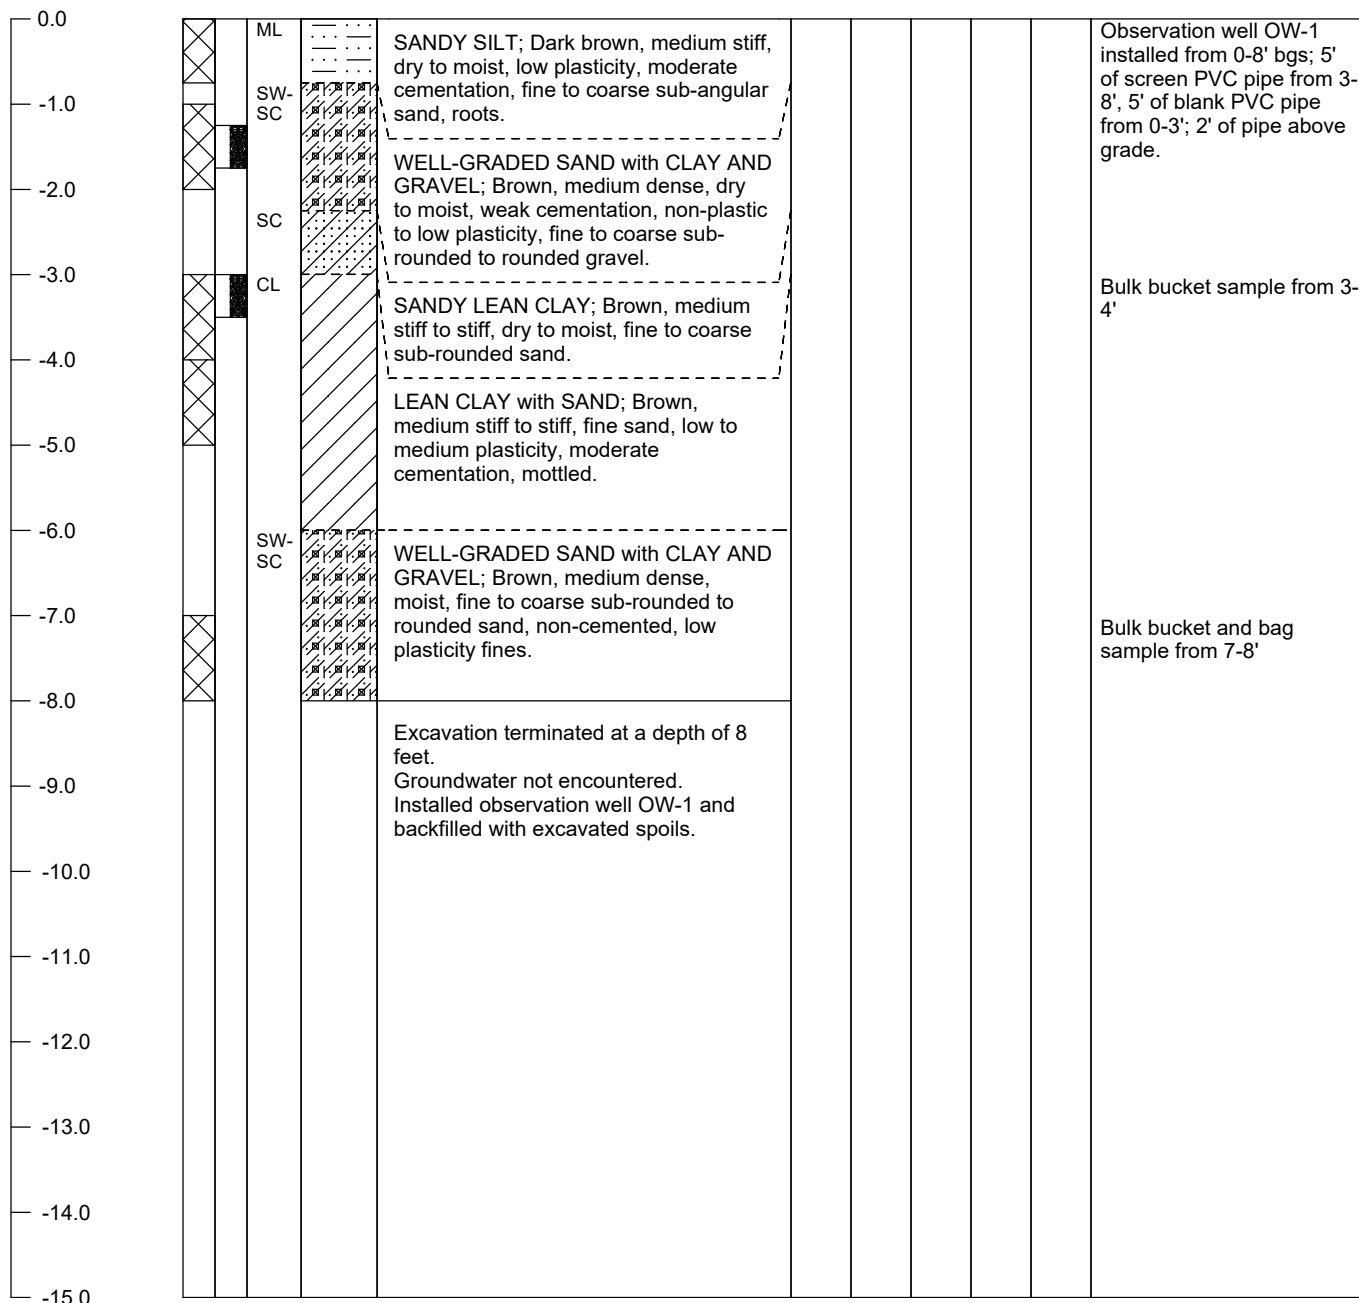 0.0
-1.0
-2.0
-3.0
-4.0
-5.0
-6.0
-7.0
-8.0
-9.0
-10.0
-11.0
-12.0
-13.0
-14.0
-15.0
ML
SW-
SC
SC
CL
SW-
SC
SANDY SILT; Dark brown, medium stiff,
dry to moist, low plasticity, moderate
cementation, fine to coarse sub-angular
sand, roots.
WELL-GRADED SAND with CLAY AND
GRAVEL; Brown, medium dense, dry
to moist, weak cementation, non-plastic
to low plasticity, fine to coarse sub-
rounded to rounded gravel.
SANDY LEAN CLAY; Brown, medium
stiff to stiff, dry to moist, fine to coarse
sub-rounded sand.
LEAN CLAY with SAND; Brown,
medium stiff to stiff, fine sand, low to
medium plasticity, moderate
cementation, mottled.
WELL-GRADED SAND with CLAY AND
GRAVEL; Brown, medium dense,
moist, fine to coarse sub-rounded to
rounded sand, non-cemented, low
plasticity fines.
Excavation terminated at a depth of 8
feet.
Groundwater not encountered.
Installed observation well OW-1 and
backfilled with excavated spoils.
Observation well OW-1
installed from 0-8' bgs; 5'
of screen PVC pipe from 3-
8', 5' of blank PVC pipe
from 0-3'; 2' of pipe above
grade.
Bulk bucket sample from 3-
4'
Bulk bucket and bag
sample from 7-8'